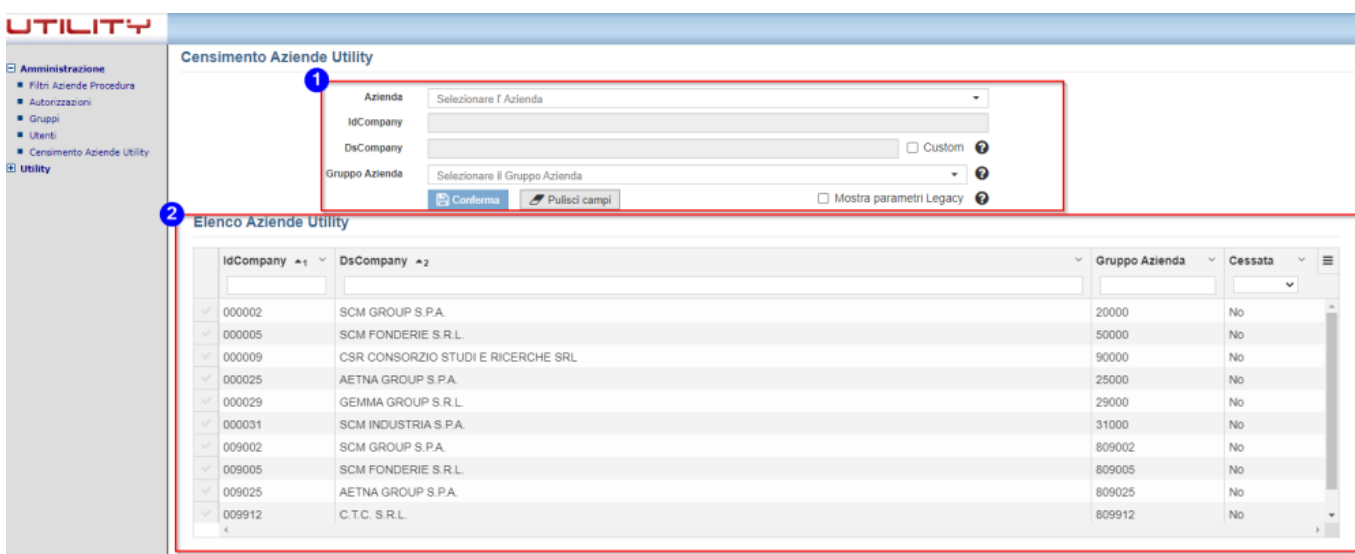 UTILITY
Amministrazione
Filtri Aziende Procedura
Autorizzazioni
Gruppi
Utenti
Censimento Aziende Utility
Utility
Censimento Aziende Utility
1
Azienda Selezionare l' Azienda
IdCompany
DsCompany Custom ?
Gruppo Azienda Selezionare il Gruppo Azienda ?
Conferma Pulisci campi Mostra parametri Legacy ?
2
Elenco Aziende Utility
IdCompany 1 DsCompany 2 Gruppo Azienda Cessata
000002 SCM GROUP S.P.A. 20000 No
000005 SCM FONDERIE S.R.L. 50000 No
000009 CSR CONSORZIO STUDI E RICERCHE SRL 90000 No
000025 AETNA GROUP S.P.A. 25000 No
000029 GEMMA GROUP S.R.L. 29000 No
000031 SCM INDUSTRIA S.P.A. 31000 No
009002 SCM GROUP S.P.A. 809002 No
009005 SCM FONDERIE S.R.L. 809005 No
009025 AETNA GROUP S.P.A. 809025 No
009912 C.T.C. S.R.L. 809912 No